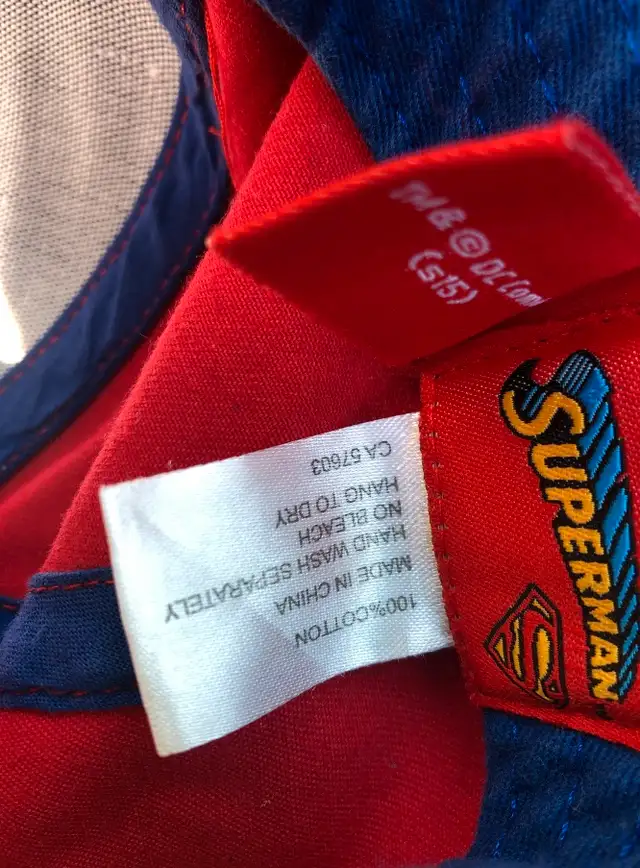 TM & © DC Comi
(s15)
SUPERMAN
S
100%COTTON
MADE IN CHINA
HAND WASH SEPARATELY
NO BLEACH
HANG TO DRY
CA 57603